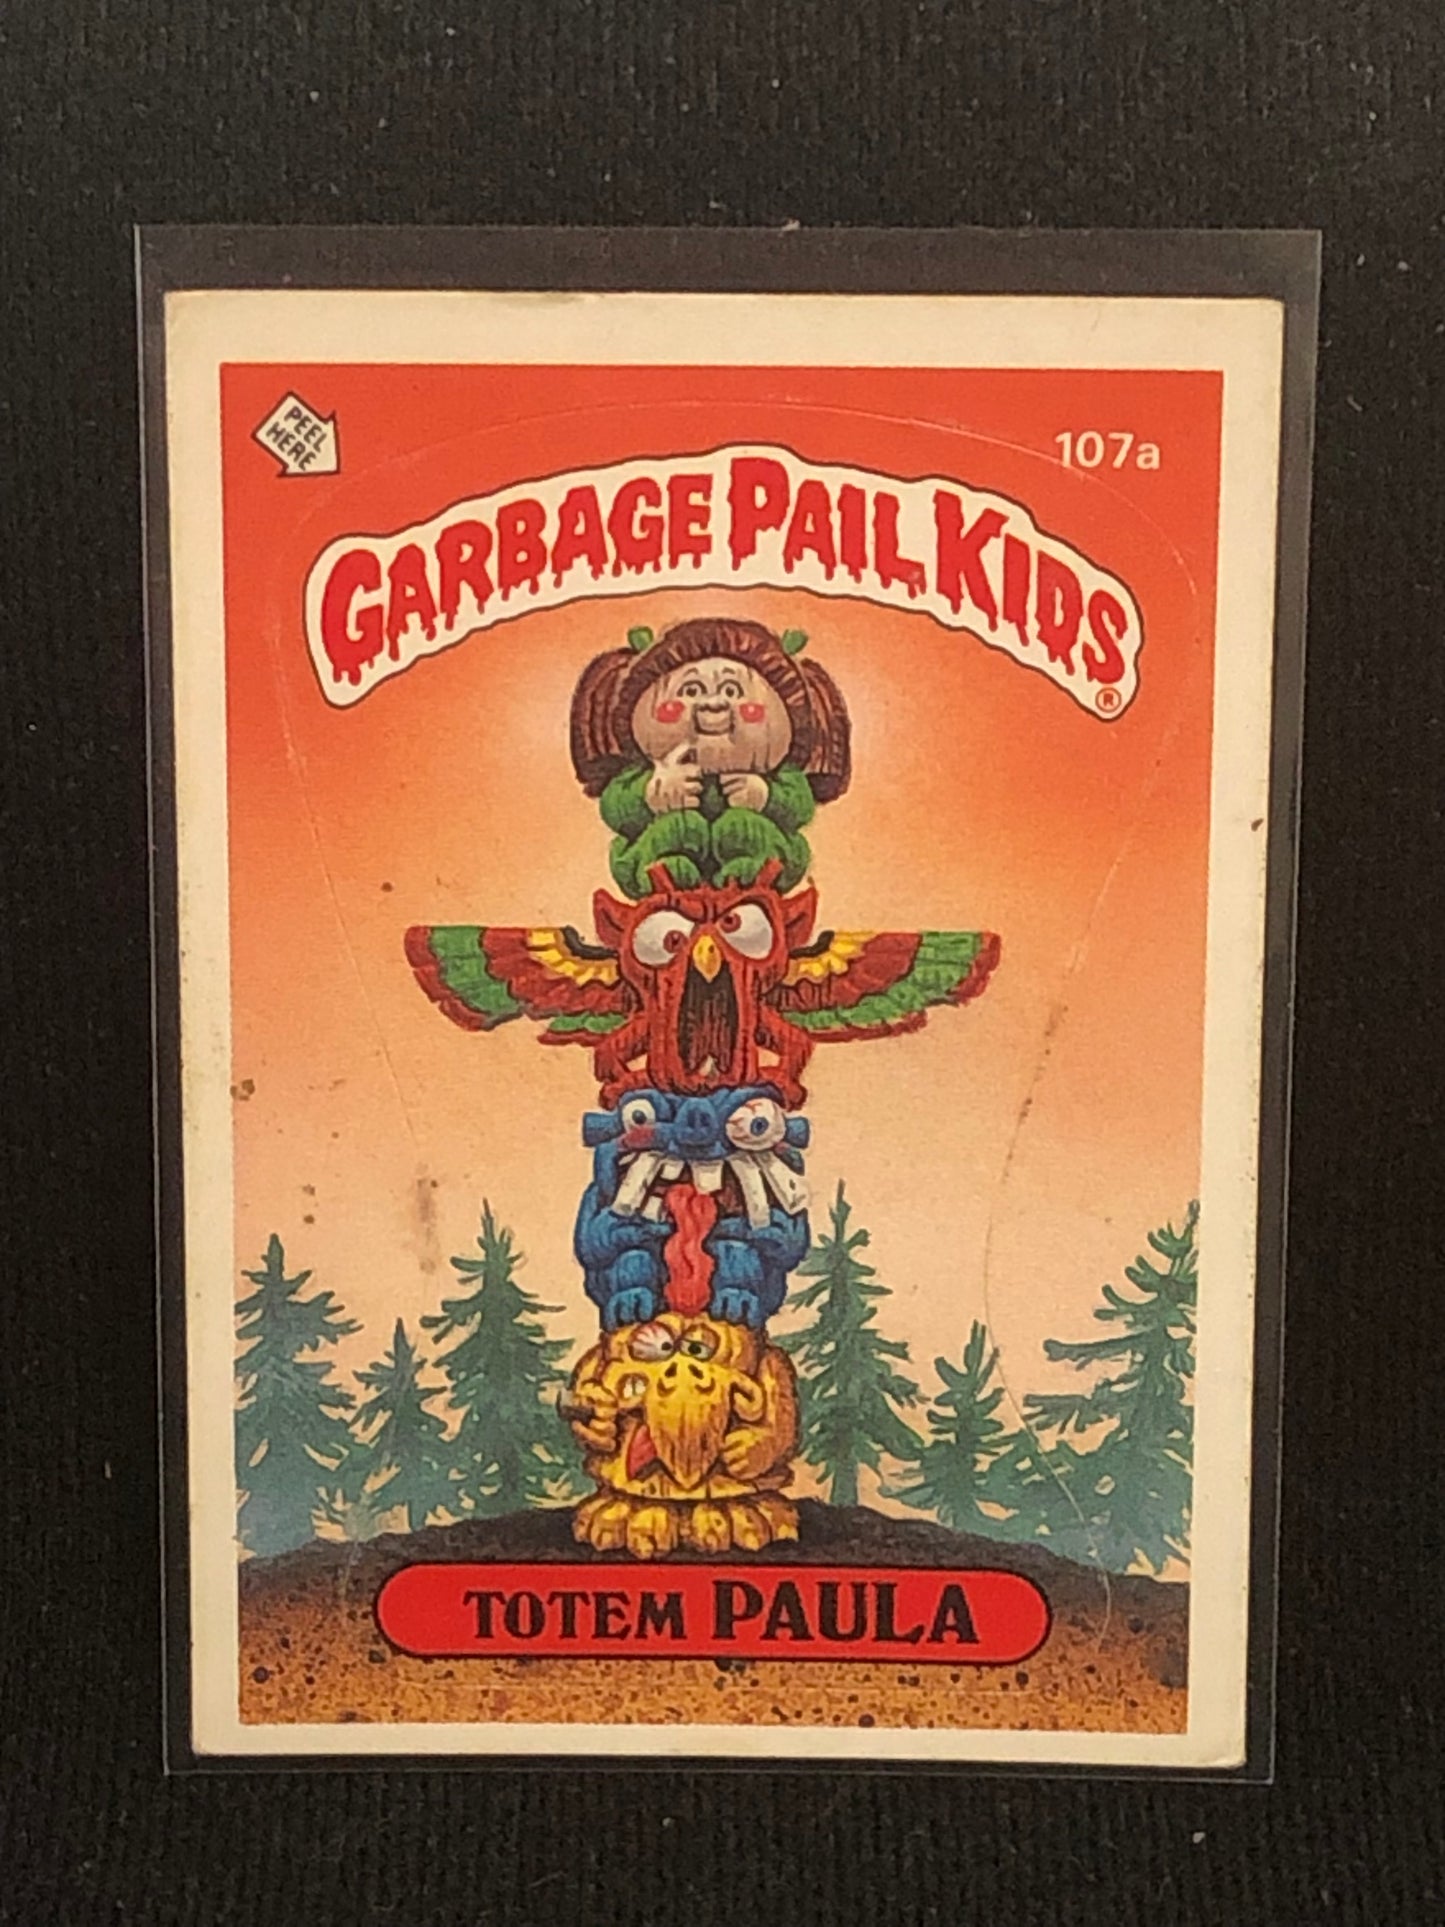 PEEL
HERE
107a
GARBAGE PAIL KIDS
®
TOTEM PAULA